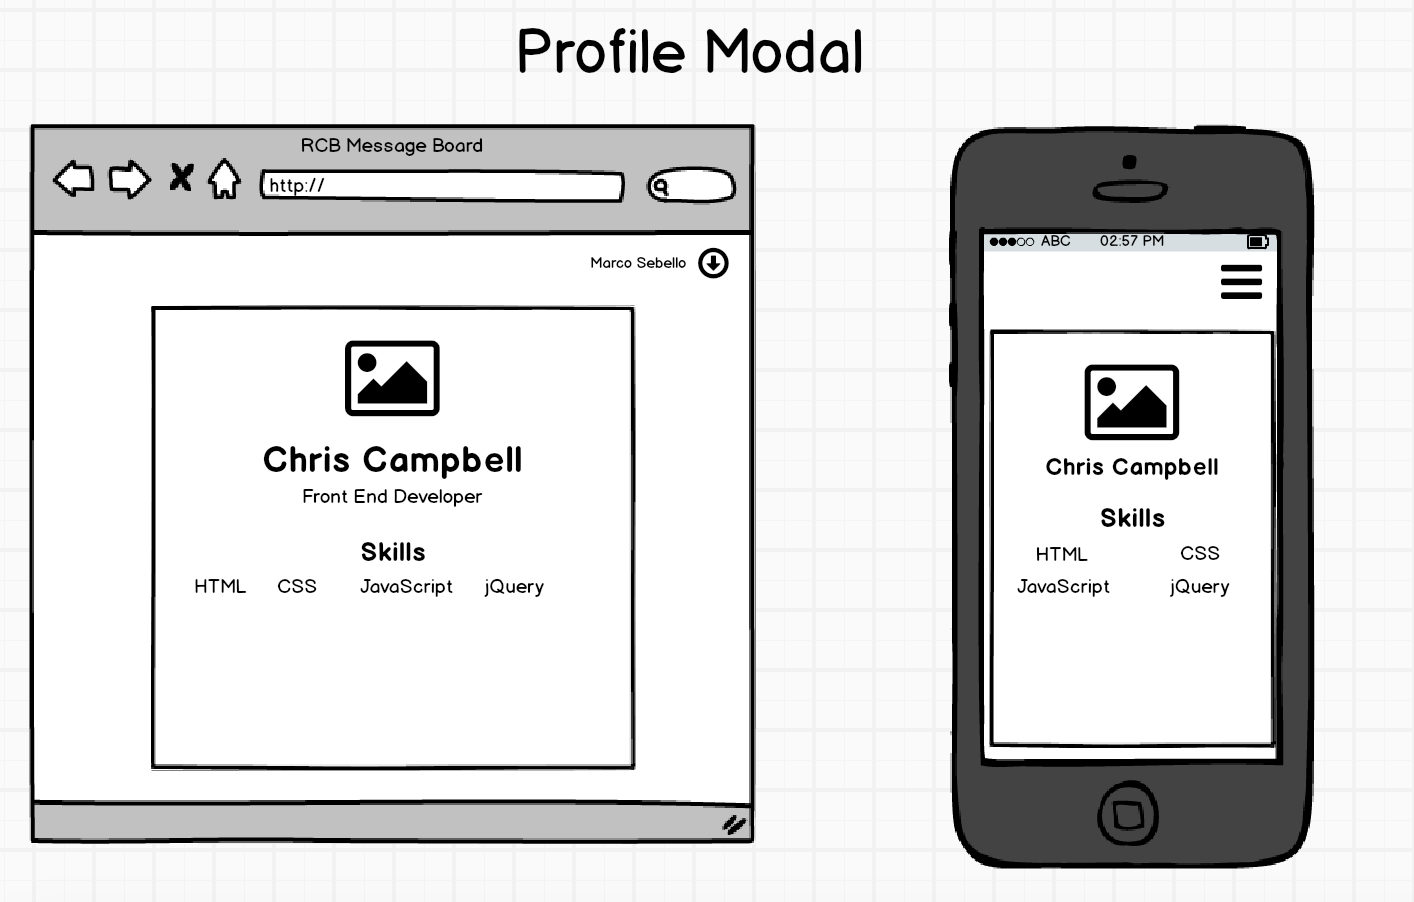 Profile Modal
RCB Message Board
http://
Marco Sebello
Chris Campbell
Front End Developer
Skills
HTML CSS JavaScript jQuery
ABC 02:57 PM
Chris Campbell
Skills
HTML CSS
JavaScript jQuery